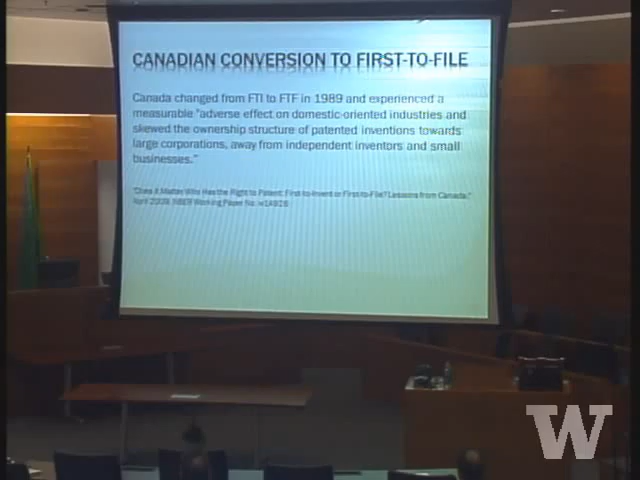 CANADIAN CONVERSION TO FIRST-TO-FILE
Canada changed from FTI to FTF in 1989 and experienced a
measurable "adverse effect on domestic-oriented industries and
skewed the ownership structure of patented inventions towards
large corporations, away from independent inventors and small
businesses."
"Does it Matter Who Has the Right to Patent: First-to-Invent or First-to-File? Lessons from Canada,"
April 2009, NBER Working Paper No. w14926
W